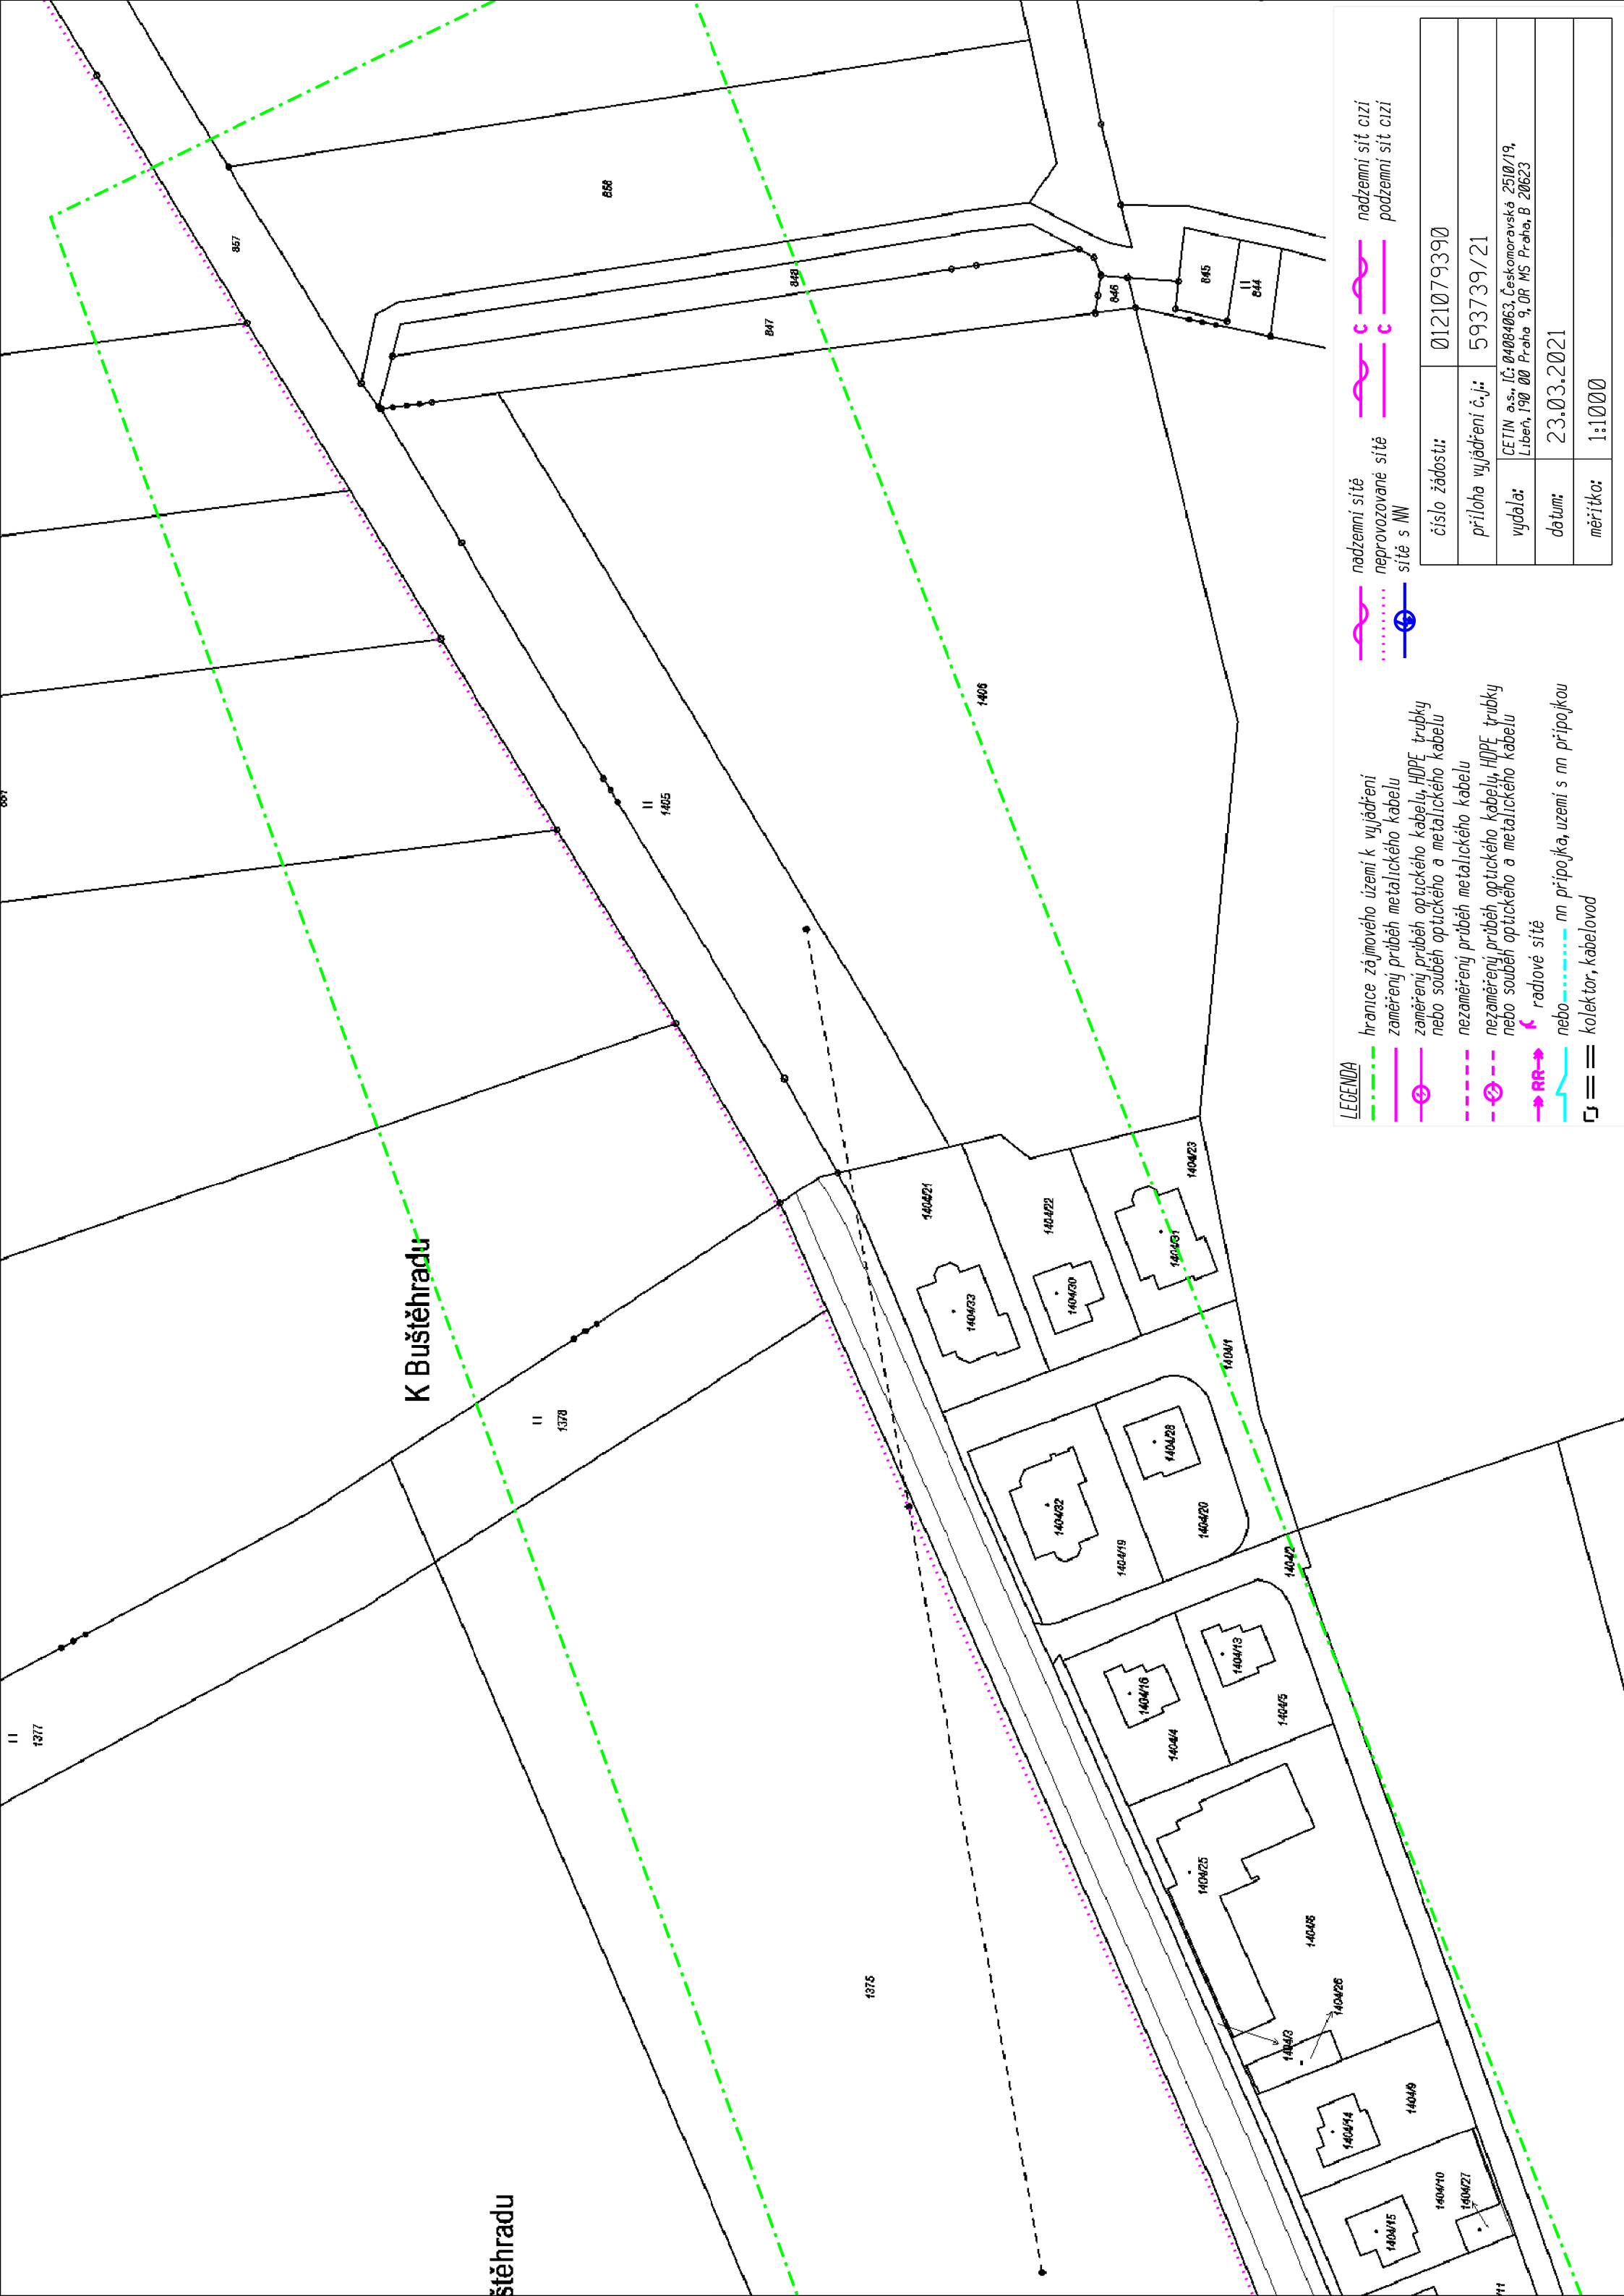 K Buštěhradu
štěhradu
1377
1378
1375
857
858
848
847
846
845
844
1405
1406
1404/21
1404/22
1404/23
1404/33
1404/30
1404/31
1404/1
1404/32
1404/28
1404/19
1404/20
1404/2
1404/16
1404/13
1404/4
1404/5
1404/25
1404/6
1404/3
1404/26
1404/14
1404/9
1404/15
1404/10
1404/27
LEGENDA
hranice zájmového území k vyjádření
zaměřený průběh metalického kabelu
zaměřený průběh optického kabelu, HDPE trubky
nebo souběh optického a metalického kabelu
nezaměřený průběh metalického kabelu
nezaměřený průběh optického kabelu, HDPE trubky
nebo souběh optického a metalického kabelu
RR radiové sítě
nebo nn přípojka, uzemí s nn přípojkou
kolektor, kabelovod
nadzemní sítě
neprovozované sítě
sítě s NN
C nadzemní síť cizí
C podzemní síť cizí
číslo žádosti: 0121079390
příloha vyjádření č.j.: 593739/21
vydala: CETIN a.s., IČ: 04084063, Českomoravská 2510/19,
Libeň, 190 00 Praha 9, OR MS Praha, B 20623
datum: 23.03.2021
měřítko: 1:1000